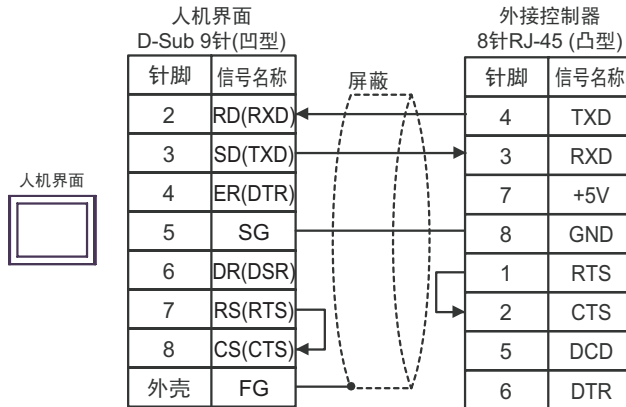 人机界面
D-Sub 9针(凹型)
外接控制器
8针RJ-45 (凸型)
针脚 信号名称 屏蔽 针脚 信号名称
2 RD(RXD) 4 TXD
3 SD(TXD) 3 RXD
人机界面
4 ER(DTR) 7 +5V
5 SG 8 GND
6 DR(DSR) 1 RTS
7 RS(RTS) 2 CTS
8 CS(CTS) 5 DCD
外壳 FG 6 DTR